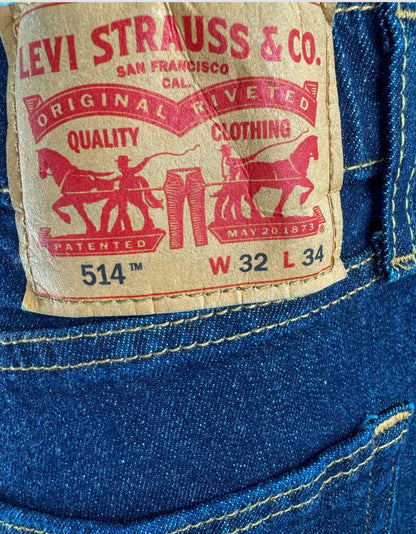 LEVI STRAUSS & CO.
SAN FRANCISCO
CAL.
ORIGINAL RIVETED
QUALITY CLOTHING
PATENTED MAY 20 1873
514™ W 32 L 34